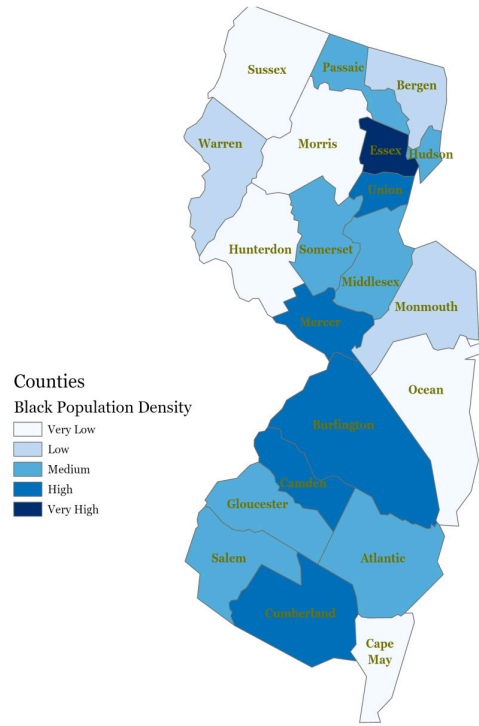 Passaic
Sussex
Bergen
Warren
Morris
Essex
Hudson
Union
Hunterdon
Somerset
Middlesex
Monmouth
Mercer
Ocean
Counties
Black Population Density
Very Low
Low
Medium
High
Very High
Burlington
Camden
Gloucester
Salem
Atlantic
Cumberland
Cape
May